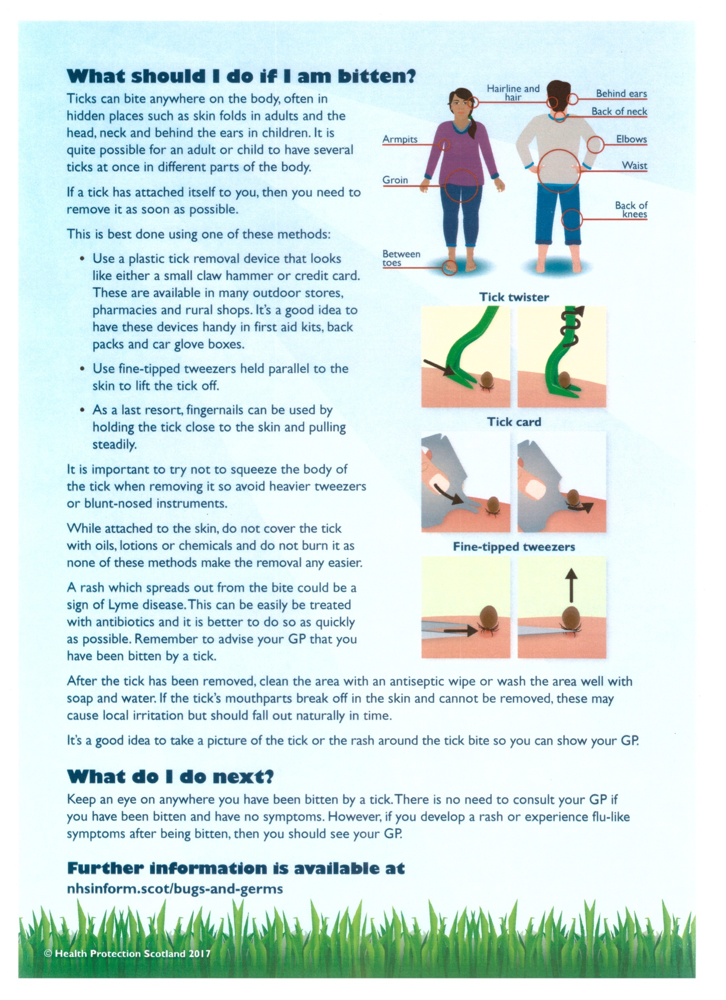 What should I do if I am bitten?
Ticks can bite anywhere on the body, often in
hidden places such as skin folds in adults and the
head, neck and behind the ears in children. It is
quite possible for an adult or child to have several
ticks at once in different parts of the body.
If a tick has attached itself to you, then you need to
remove it as soon as possible.
This is best done using one of these methods:
• Use a plastic tick removal device that looks
like either a small claw hammer or credit card.
These are available in many outdoor stores,
pharmacies and rural shops. It's a good idea to
have these devices handy in first aid kits, back
packs and car glove boxes.
• Use fine-tipped tweezers held parallel to the
skin to lift the tick off.
• As a last resort, fingernails can be used by
holding the tick close to the skin and pulling
steadily.
It is important to try not to squeeze the body of
the tick when removing it so avoid heavier tweezers
or blunt-nosed instruments.
While attached to the skin, do not cover the tick
with oils, lotions or chemicals and do not burn it as
none of these methods make the removal any easier.
A rash which spreads out from the bite could be a
sign of Lyme disease. This can be easily be treated
with antibiotics and it is better to do so as quickly
as possible. Remember to advise your GP that you
have been bitten by a tick.
Hairline and
hair
Behind ears
Back of neck
Armpits
Elbows
Waist
Groin
Back of
knees
Between
toes
Tick twister
Tick card
Fine-tipped tweezers
After the tick has been removed, clean the area with an antiseptic wipe or wash the area well with
soap and water. If the tick's mouthparts break off in the skin and cannot be removed, these may
cause local irritation but should fall out naturally in time.
It's a good idea to take a picture of the tick or the rash around the tick bite so you can show your GP.
What do I do next?
Keep an eye on anywhere you have been bitten by a tick. There is no need to consult your GP if
you have been bitten and have no symptoms. However, if you develop a rash or experience flu-like
symptoms after being bitten, then you should see your GP.
Further information is available at
nhsinform.scot/bugs-and-germs
© Health Protection Scotland 2017